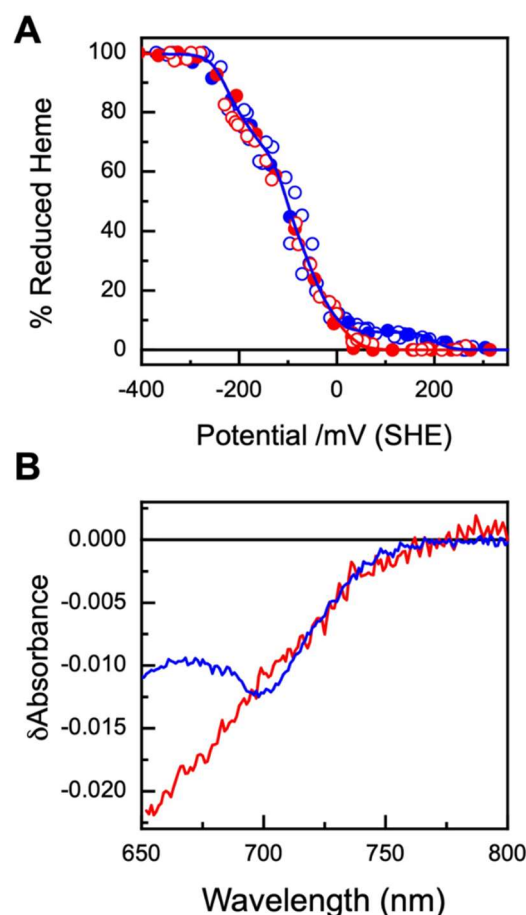 A
100
80
60
40
20
0
% Reduced Heme
-400 -200 0 200
Potential /mV (SHE)
B
0.000
-0.005
-0.010
-0.015
-0.020
δAbsorbance
650 700 750 800
Wavelength (nm)